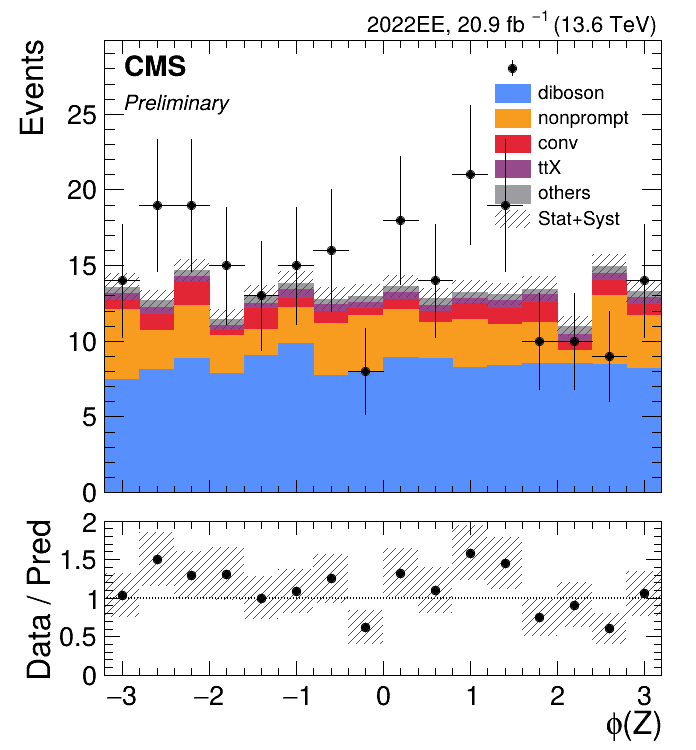 2022EE, 20.9 fb⁻¹ (13.6 TeV)
CMS
Preliminary
Events
diboson
nonprompt
conv
ttX
others
Stat+Syst
25
20
15
10
5
0
Data / Pred
2
1.5
1
0.5
0
−3 −2 −1 0 1 2 3
ϕ(Z)